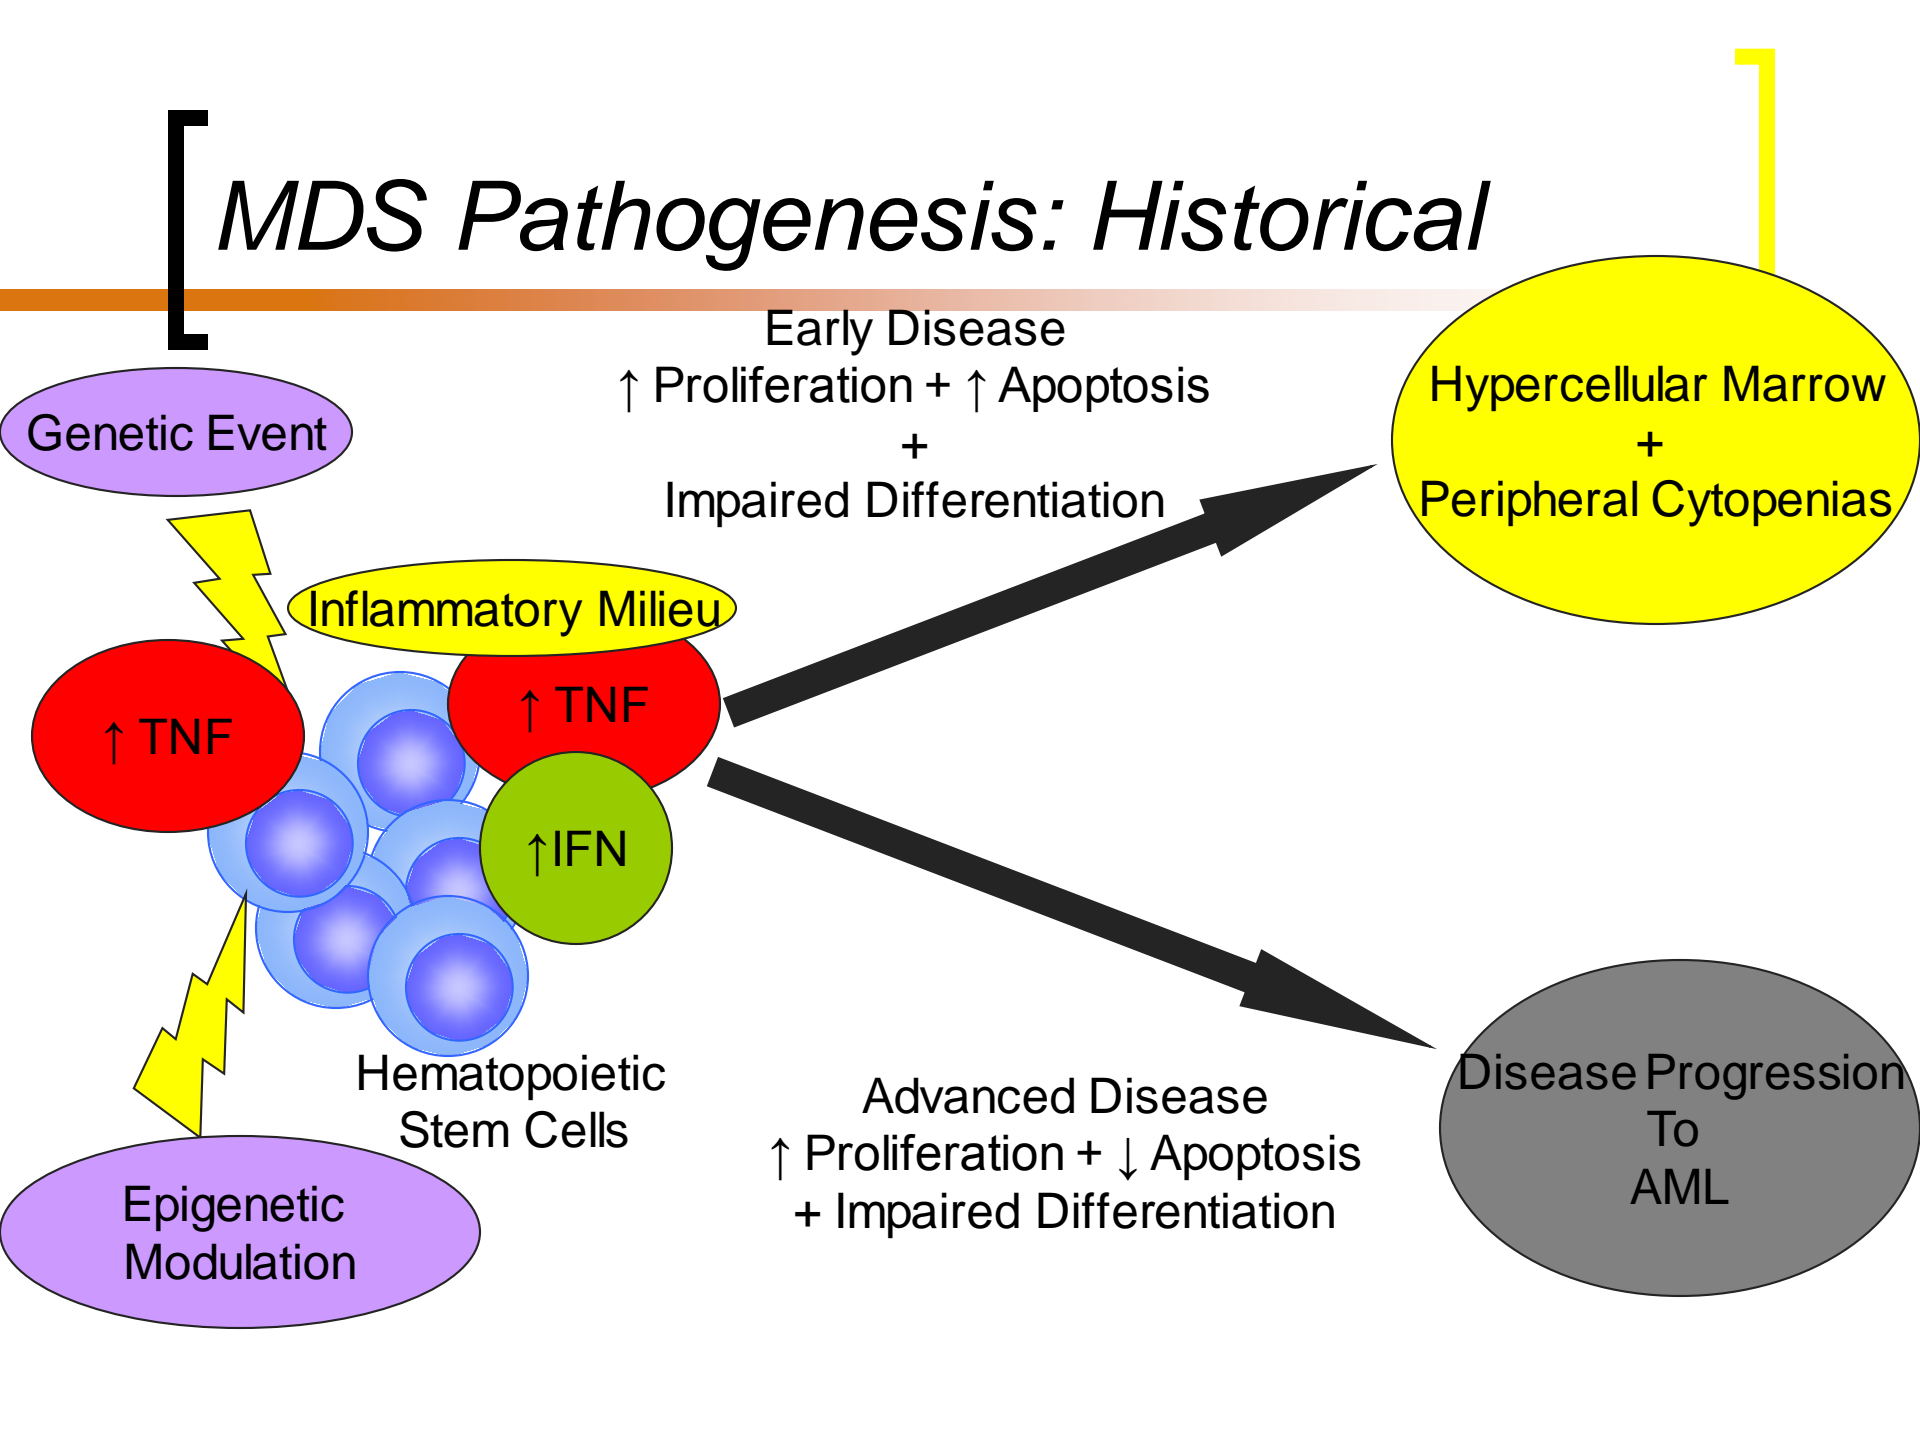 MDS Pathogenesis: Historical
Early Disease
↑ Proliferation + ↑ Apoptosis
+
Impaired Differentiation
Hypercellular Marrow
+
Peripheral Cytopenias
Genetic Event
Inflammatory Milieu
↑ TNF
↑ TNF
↑IFN
Hematopoietic
Stem Cells
Epigenetic
Modulation
Advanced Disease
↑ Proliferation + ↓ Apoptosis
+ Impaired Differentiation
Disease Progression
To
AML